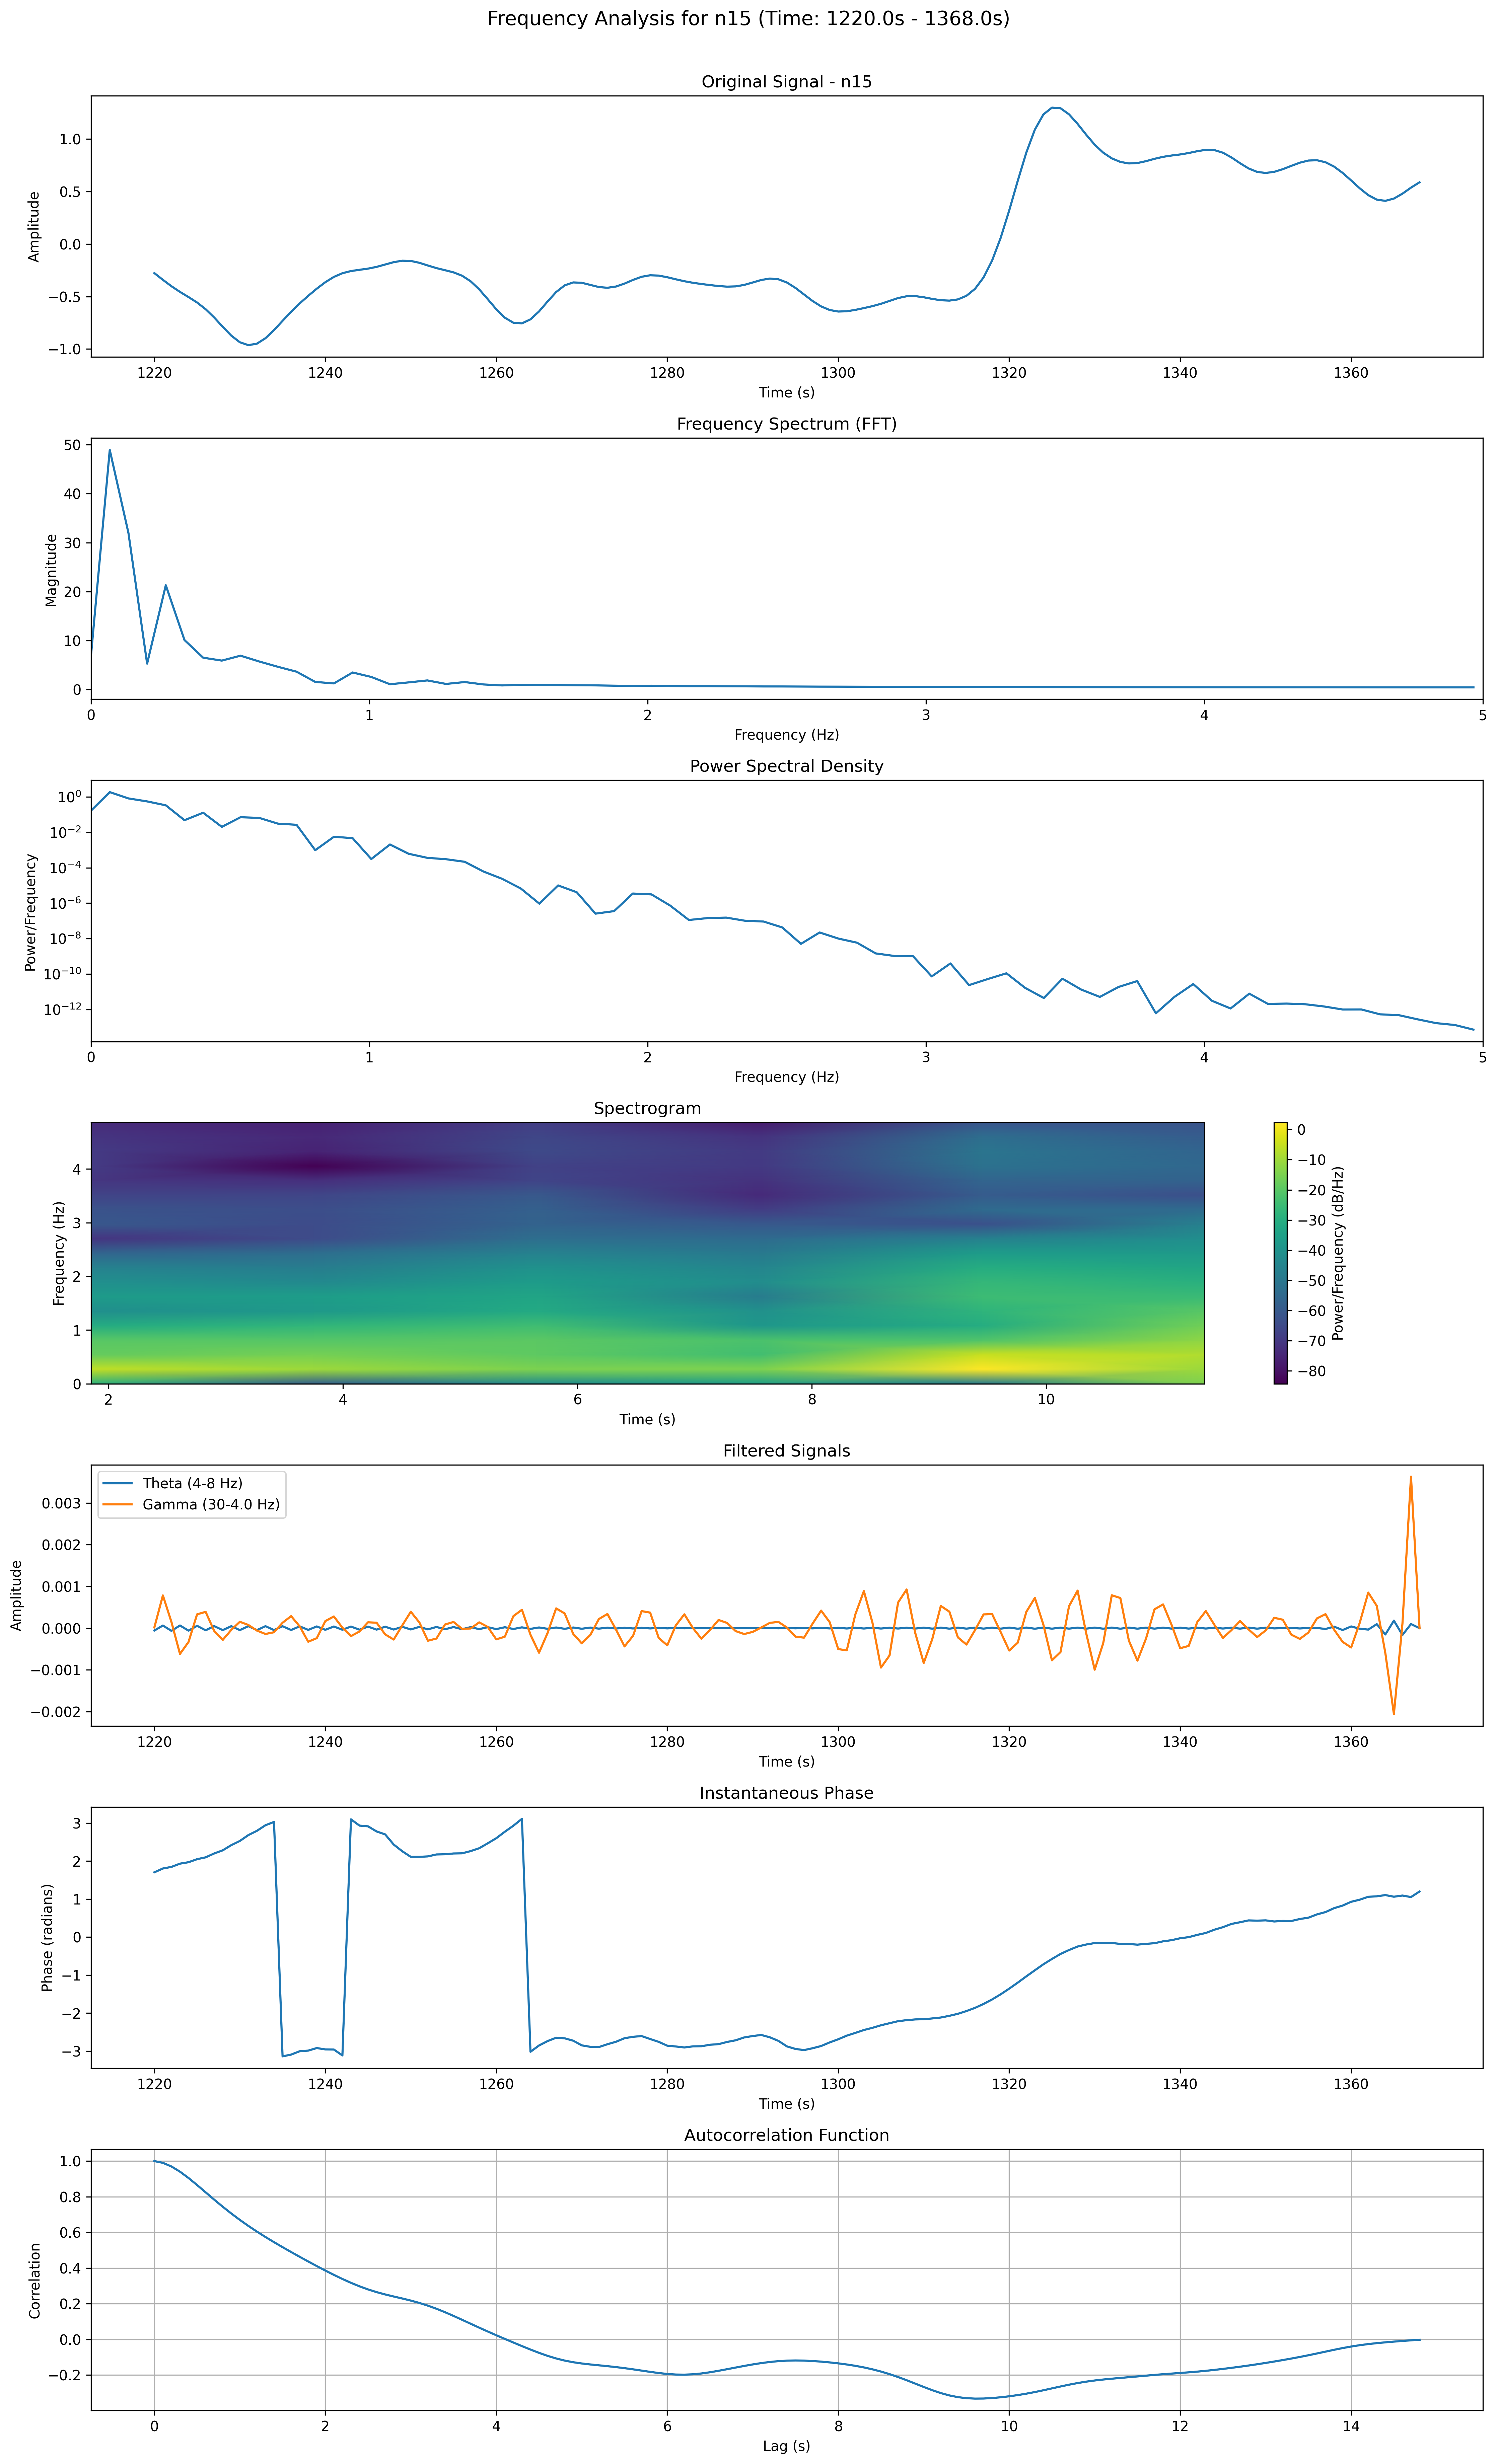 Frequency Analysis for n15 (Time: 1220.0s - 1368.0s)
Original Signal - n15
1.0
0.5
0.0
−0.5
−1.0
Amplitude
1220 1240 1260 1280 1300 1320 1340 1360
Time (s)
Frequency Spectrum (FFT)
50
40
30
20
10
0
Magnitude
0 1 2 3 4 5
Frequency (Hz)
Power Spectral Density
10⁰
10⁻²
10⁻⁴
10⁻⁶
10⁻⁸
10⁻¹⁰
10⁻¹²
Power/Frequency
0 1 2 3 4 5
Frequency (Hz)
Spectrogram
4
3
2
1
0
Frequency (Hz)
2 4 6 8 10
Time (s)
0
−10
−20
−30
−40
−50
−60
−70
−80
Power/Frequency (dB/Hz)
Filtered Signals
Theta (4-8 Hz)
Gamma (30-4.0 Hz)
0.003
0.002
0.001
0.000
−0.001
−0.002
Amplitude
1220 1240 1260 1280 1300 1320 1340 1360
Time (s)
Instantaneous Phase
3
2
1
0
−1
−2
−3
Phase (radians)
1220 1240 1260 1280 1300 1320 1340 1360
Time (s)
Autocorrelation Function
1.0
0.8
0.6
0.4
0.2
0.0
−0.2
Correlation
0 2 4 6 8 10 12 14
Lag (s)